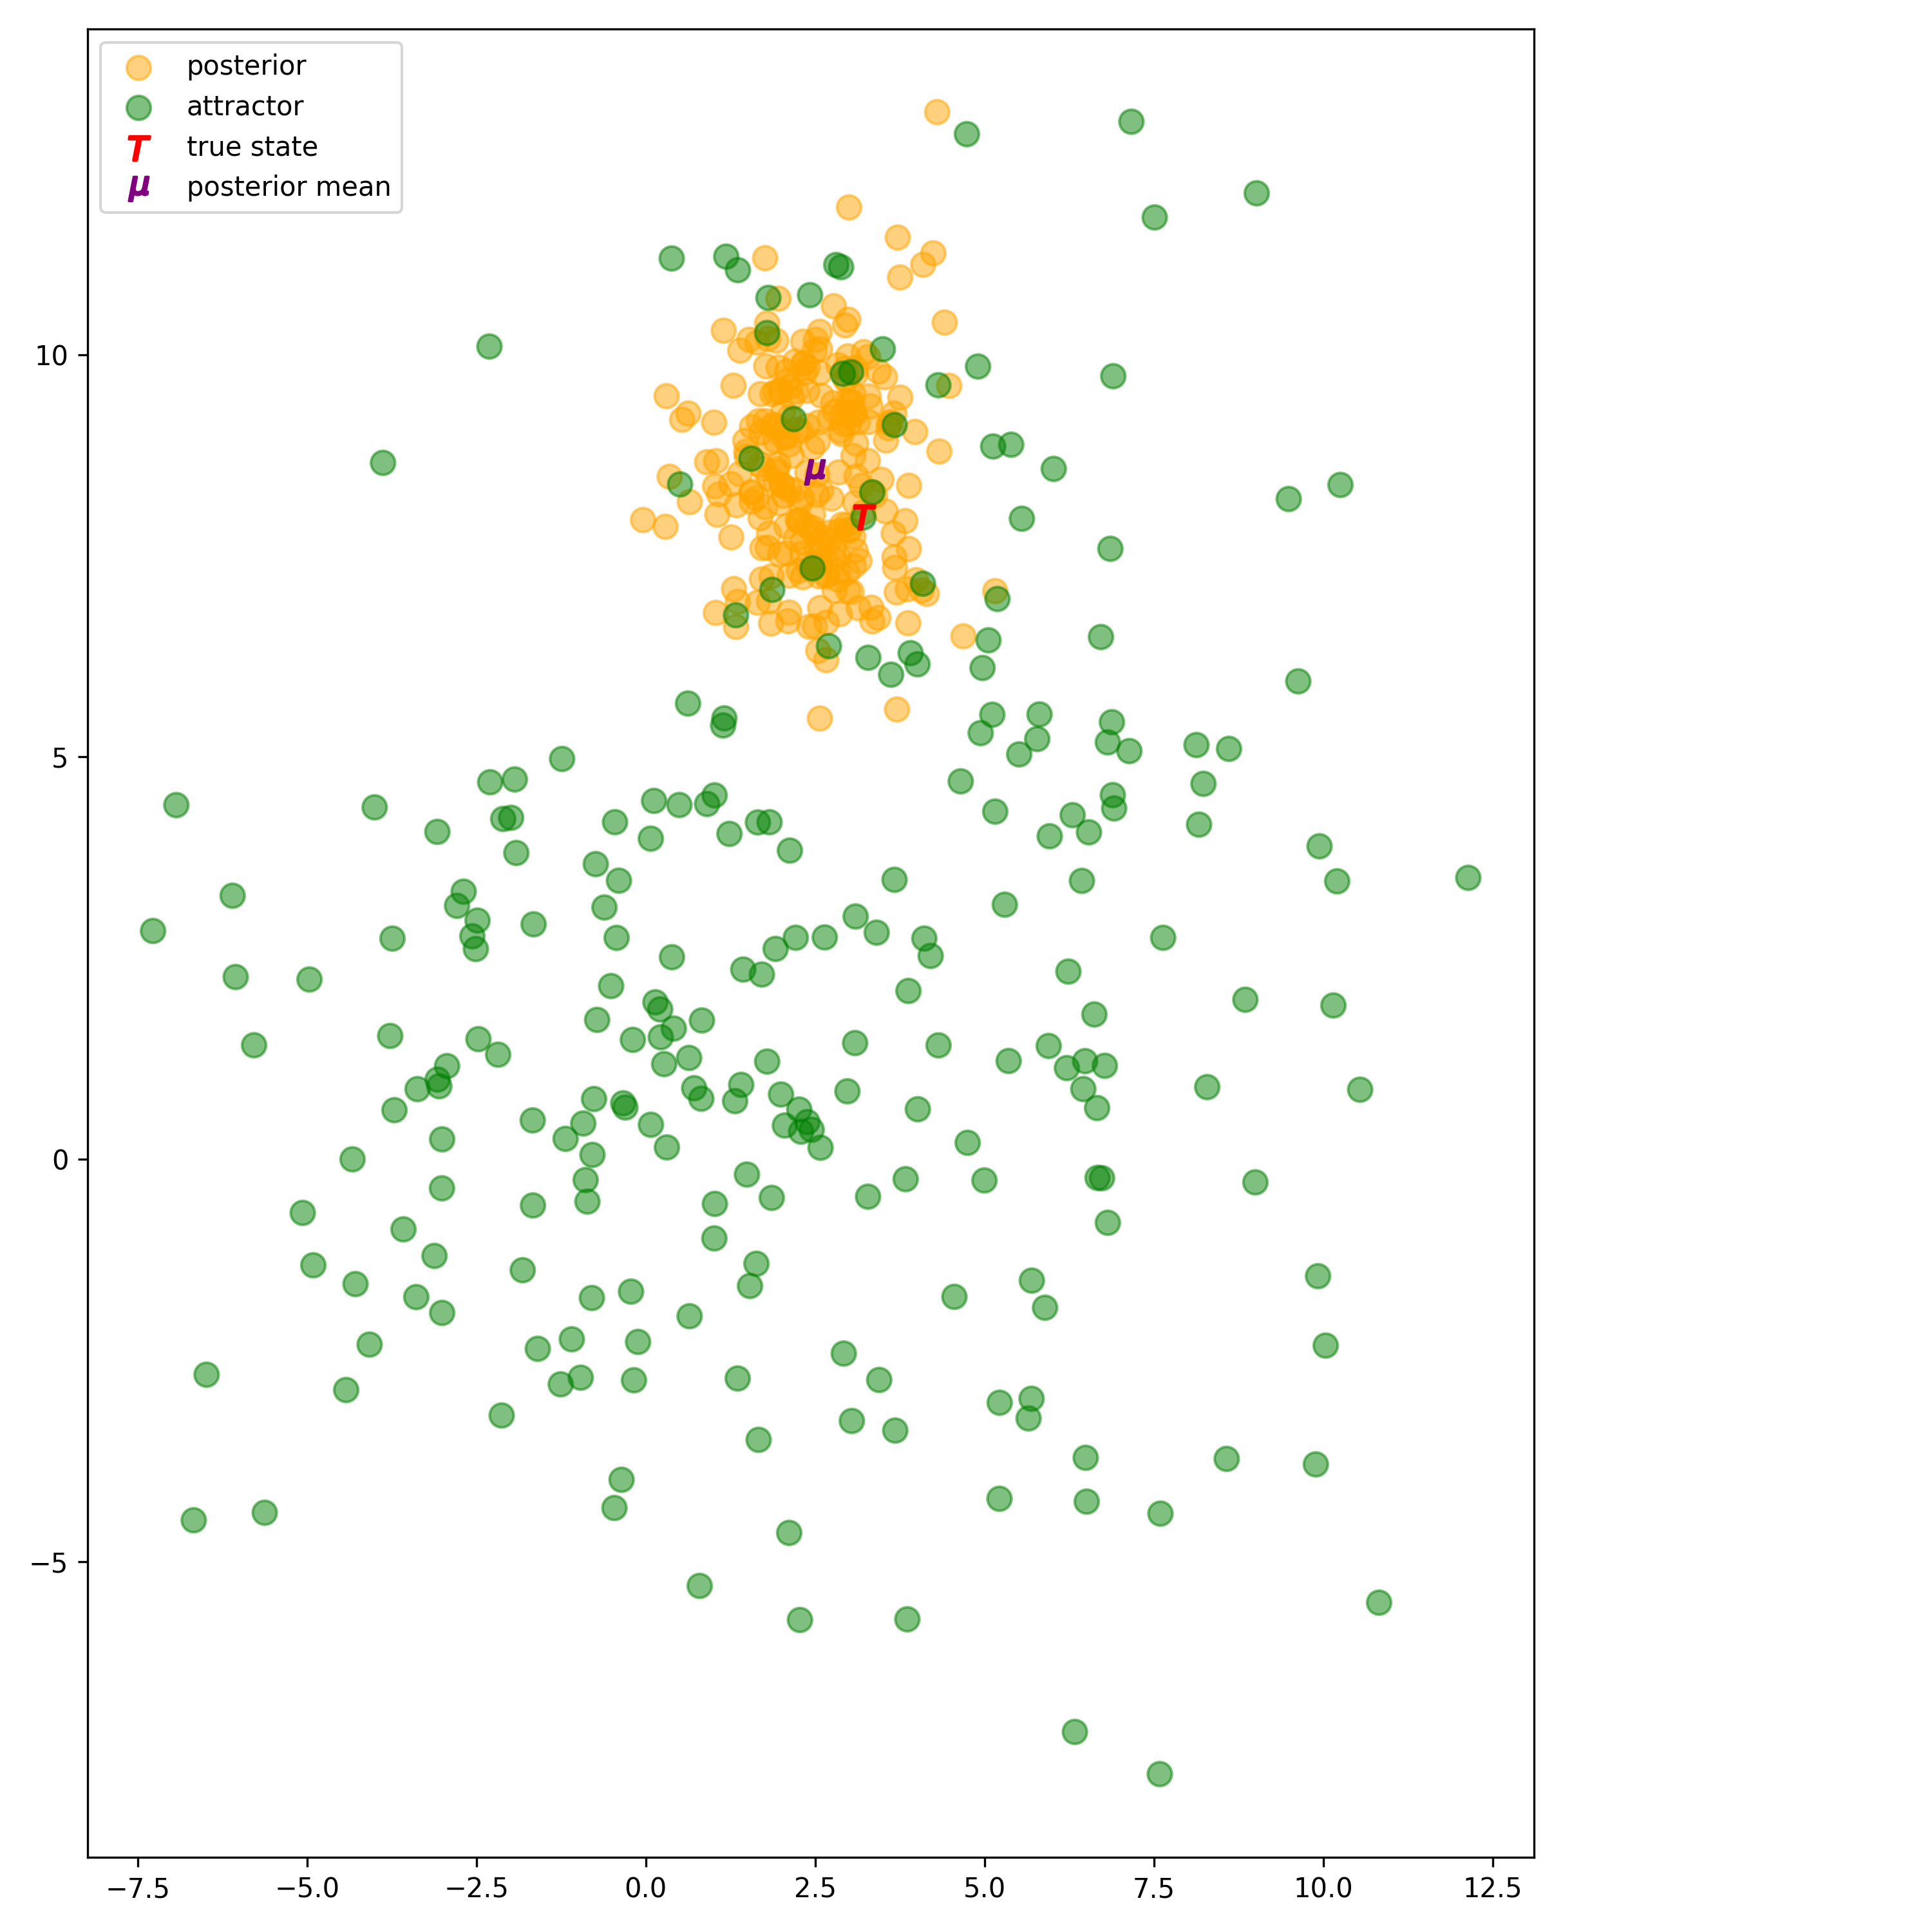 posterior
attractor
T true state
μ posterior mean
10
5
0
−5
μ
T
−7.5 −5.0 −2.5 0.0 2.5 5.0 7.5 10.0 12.5